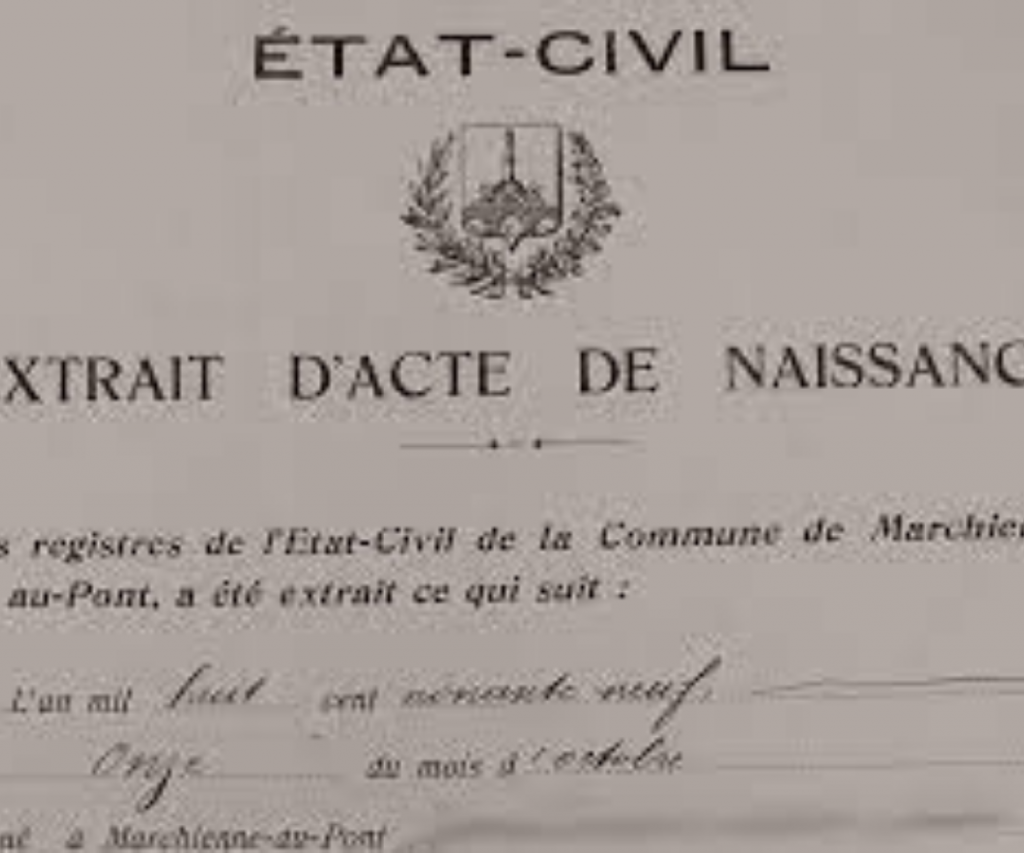 ÉTAT-CIVIL
XTRAIT D'ACTE DE NAISSANC
s registres de l'Etat-Civil de la Commune de Marchien
au-Pont, a été extrait ce qui suit :
L'an mil huit cent nonante neuf
Onze du mois d'octobre
né à Marchienne-au-Pont